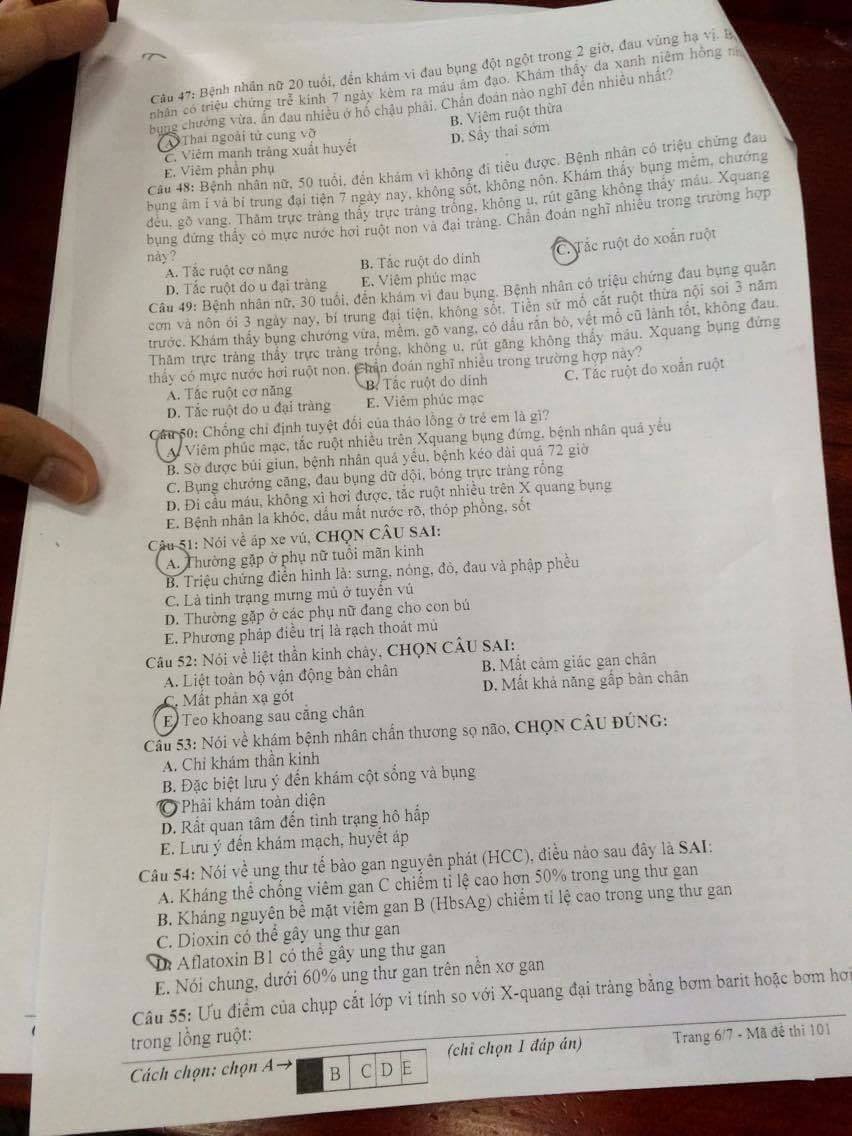 Câu 47: Bệnh nhân nữ 20 tuổi, đến khám vì đau bụng đột ngột trong 2 giờ, đau vùng hạ vị.
nhân có triệu chứng trễ kinh 7 ngày kèm ra máu âm đạo. Khám thấy da xanh niêm hồng
bụng chướng vừa, ấn đau nhiều ở hố chậu phải. Chẩn đoán nào nghĩ đến nhiều nhất?
A. Thai ngoài tử cung vỡ B. Viêm ruột thừa
C. Viêm manh tràng xuất huyết D. Sẩy thai sớm
E. Viêm phần phụ
Câu 48: Bệnh nhân nữ, 50 tuổi, đến khám vì không đi tiêu được. Bệnh nhân có triệu chứng đau
bụng âm ỉ và bí trung đại tiện 7 ngày nay, không sốt, không nôn. Khám thấy bụng mềm, chướng
đều, gõ vang. Thăm trực tràng thấy trực tràng trống, không u, rút găng không thấy máu. Xquang
bụng đứng thấy có mực nước hơi ruột non và đại tràng. Chẩn đoán nghĩ nhiều trong trường hợp
này?
A. Tắc ruột cơ năng B. Tắc ruột do dính C. Tắc ruột do xoắn ruột
D. Tắc ruột do u đại tràng E. Viêm phúc mạc
Câu 49: Bệnh nhân nữ, 30 tuổi, đến khám vì đau bụng. Bệnh nhân có triệu chứng đau bụng quặn
cơn và nôn ói 3 ngày nay, bí trung đại tiện, không sốt. Tiền sử mổ cắt ruột thừa nội soi 3 năm
trước. Khám thấy bụng chướng vừa, mềm, gõ vang, có dấu rắn bò, vết mổ cũ lành tốt, không đau.
Thăm trực tràng thấy trực tràng trống, không u, rút găng không thấy máu. Xquang bụng đứng
thấy có mực nước hơi ruột non. Chẩn đoán nghĩ nhiều trong trường hợp này?
A. Tắc ruột cơ năng B. Tắc ruột do dính C. Tắc ruột do xoắn ruột
D. Tắc ruột do u đại tràng E. Viêm phúc mạc
Câu 50: Chống chỉ định tuyệt đối của tháo lồng ở trẻ em là gì?
A. Viêm phúc mạc, tắc ruột nhiều trên Xquang bụng đứng, bệnh nhân quá yếu
B. Sờ được búi giun, bệnh nhân quá yếu, bệnh kéo dài quá 72 giờ
C. Bụng chướng căng, đau bụng dữ dội, bóng trực tràng rỗng
D. Đi cầu máu, không xì hơi được, tắc ruột nhiều trên X quang bụng
E. Bệnh nhân la khóc, dấu mất nước rõ, thóp phồng, sốt
Câu 51: Nói về áp xe vú, CHỌN CÂU SAI:
A. Thường gặp ở phụ nữ tuổi mãn kinh
B. Triệu chứng điển hình là: sưng, nóng, đỏ, đau và phập phều
C. Là tình trạng mưng mủ ở tuyến vú
D. Thường gặp ở các phụ nữ đang cho con bú
E. Phương pháp điều trị là rạch thoát mủ
Câu 52: Nói về liệt thần kinh chày, CHỌN CÂU SAI:
A. Liệt toàn bộ vận động bàn chân B. Mất cảm giác gan chân
C. Mất phản xạ gót D. Mất khả năng gấp bàn chân
E. Teo khoang sau cẳng chân
Câu 53: Nói về khám bệnh nhân chấn thương sọ não, CHỌN CÂU ĐÚNG:
A. Chỉ khám thần kinh
B. Đặc biệt lưu ý đến khám cột sống và bụng
C Phải khám toàn diện
D. Rất quan tâm đến tình trạng hô hấp
E. Lưu ý đến khám mạch, huyết áp
Câu 54: Nói về ung thư tế bào gan nguyên phát (HCC), điều nào sau đây là SAI:
A. Kháng thể chống viêm gan C chiếm tỉ lệ cao hơn 50% trong ung thư gan
B. Kháng nguyên bề mặt viêm gan B (HbsAg) chiếm tỉ lệ cao trong ung thư gan
C. Dioxin có thể gây ung thư gan
D. Aflatoxin B1 có thể gây ung thư gan
E. Nói chung, dưới 60% ung thư gan trên nền xơ gan
Câu 55: Ưu điểm của chụp cắt lớp vi tính so với X-quang đại tràng bằng bơm barit hoặc bơm hơi
trong lồng ruột:
Cách chọn: chọn A→ B C D E (chỉ chọn 1 đáp án) Trang 6/7 - Mã đề thi 101